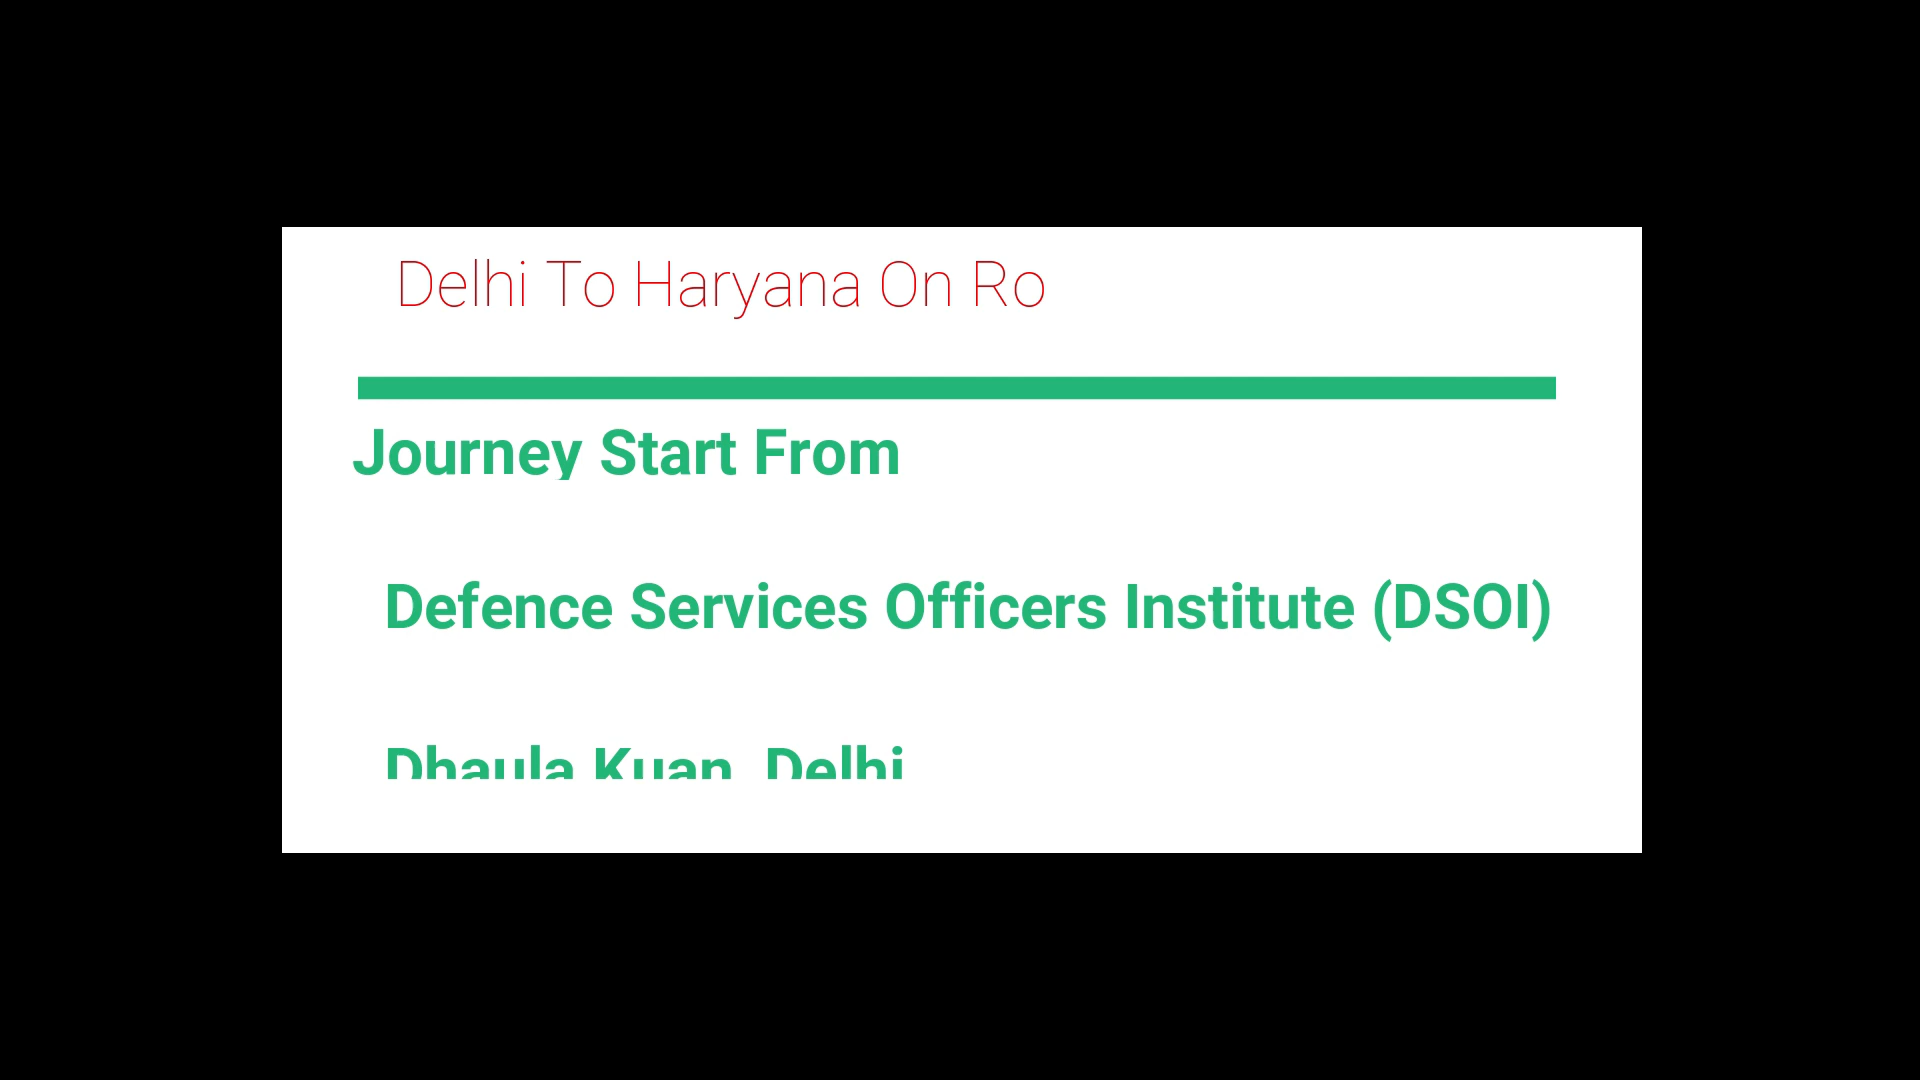 Delhi To Haryana On Ro
Journey Start From
Defence Services Officers Institute (DSOI)
Dhaula Kuan, Delhi